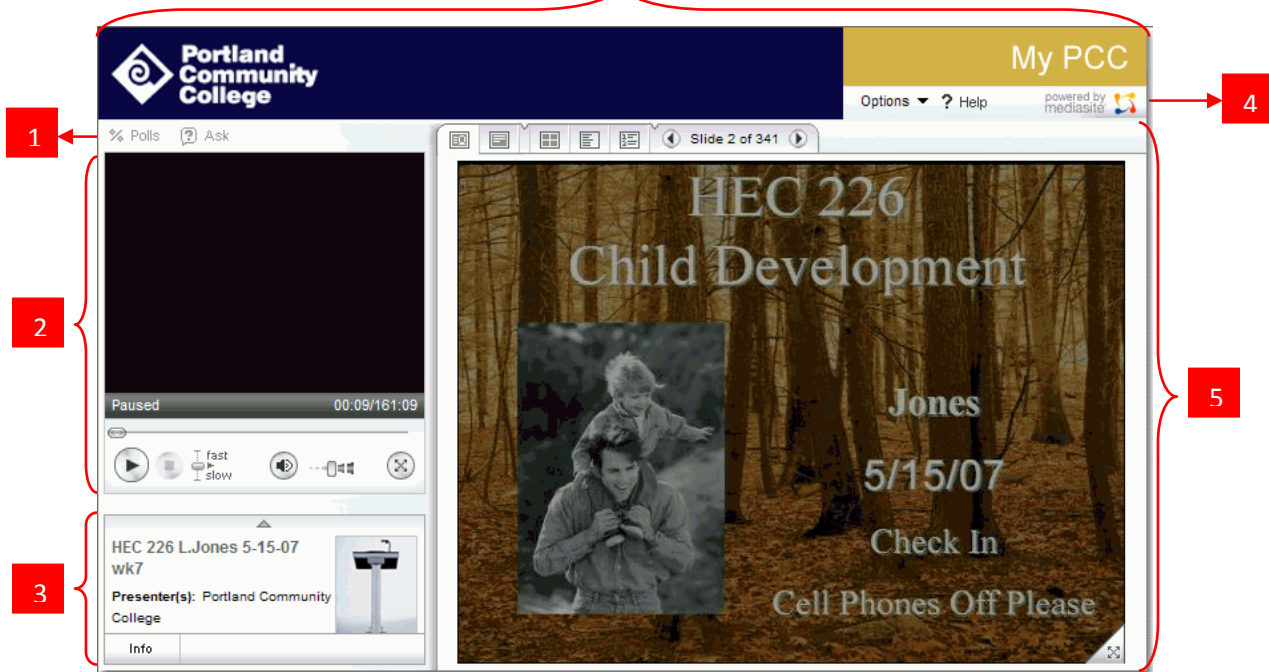 Portland
Community
College
My PCC
Options ? Help
powered by
mediasite
4
1
Polls ? Ask
Slide 2 of 341
HEC 226
Child Development
Jones
5/15/07
Check In
Cell Phones Off Please
2
Paused 00:09/161:09
fast
slow
5
3
HEC 226 L.Jones 5-15-07
wk7
Presenter(s): Portland Community
College
Info